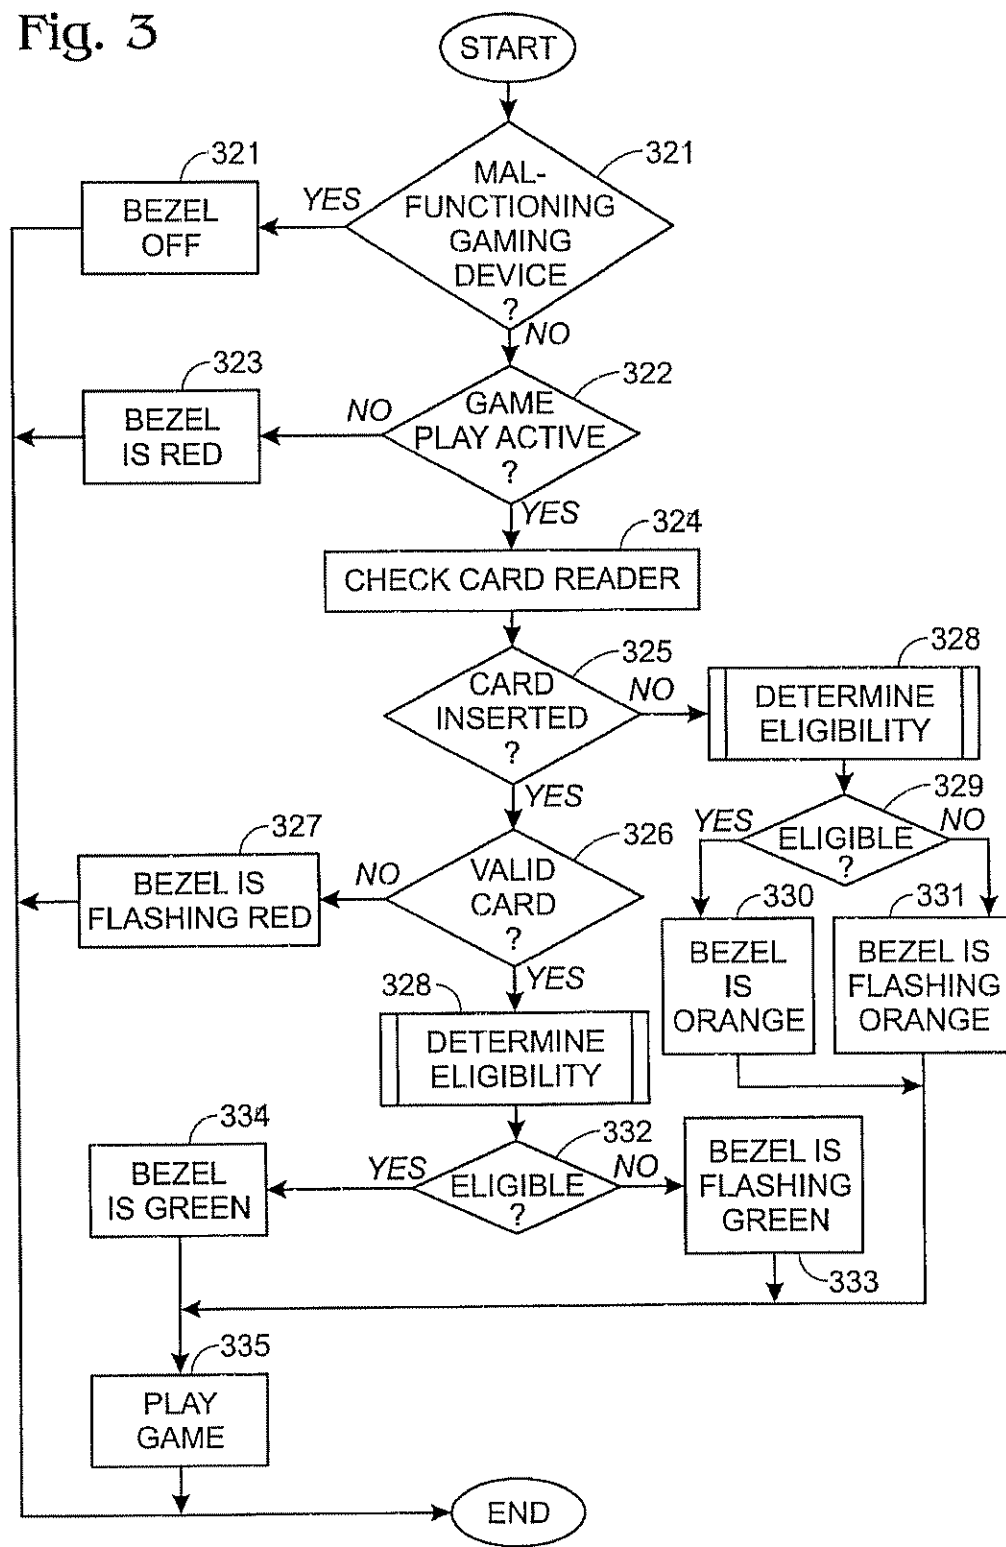 Fig. 3
START
321
MAL-
FUNCTIONING
GAMING
DEVICE
?
YES
321
BEZEL
OFF
NO
322
GAME
PLAY ACTIVE
?
NO
323
BEZEL
IS RED
YES
324
CHECK CARD READER
325
CARD
INSERTED
?
NO
328
DETERMINE
ELIGIBILITY
329
YES
ELIGIBLE
?
NO
330
BEZEL
IS
ORANGE
331
BEZEL IS
FLASHING
ORANGE
YES
326
VALID
CARD
?
NO
327
BEZEL IS
FLASHING RED
YES
328
DETERMINE
ELIGIBILITY
332
YES
ELIGIBLE
?
NO
334
BEZEL
IS GREEN
BEZEL IS
FLASHING
GREEN
333
335
PLAY
GAME
END